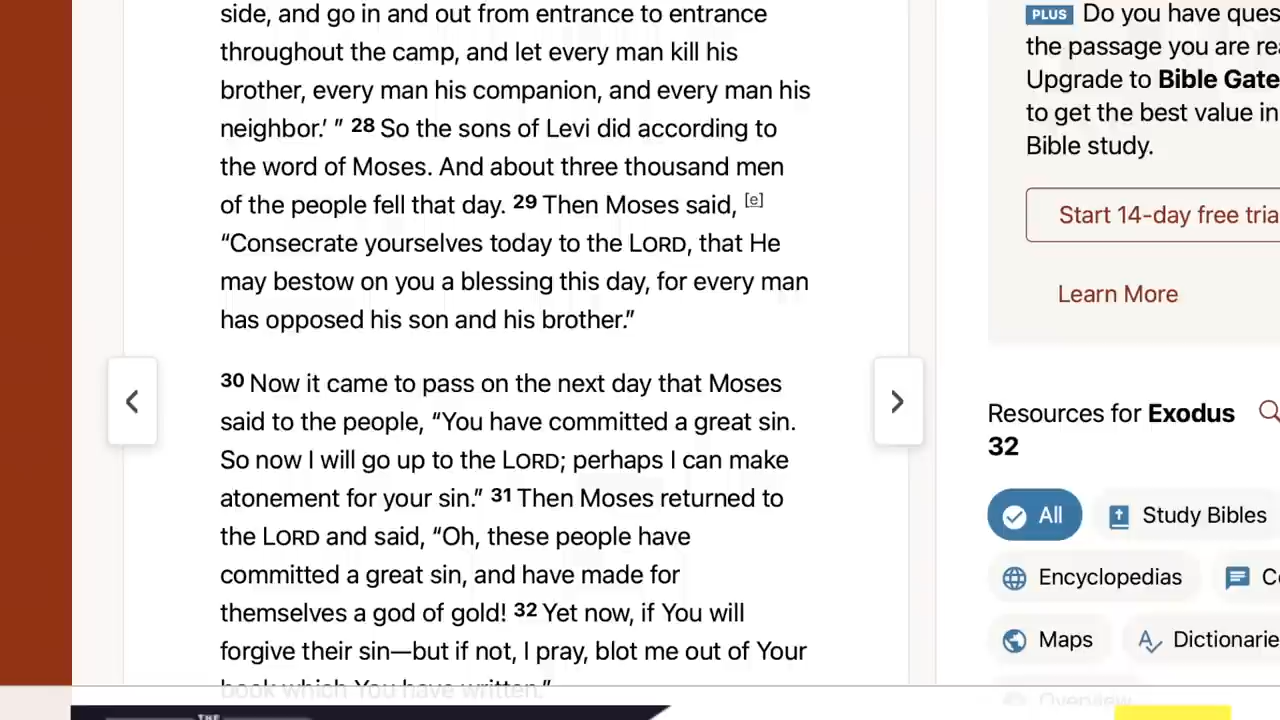 side, and go in and out from entrance to entrance
throughout the camp, and let every man kill his
brother, every man his companion, and every man his
neighbor.’ ” 28 So the sons of Levi did according to
the word of Moses. And about three thousand men
of the people fell that day. 29 Then Moses said, [e]
“Consecrate yourselves today to the LORD, that He
may bestow on you a blessing this day, for every man
has opposed his son and his brother.”
30 Now it came to pass on the next day that Moses
said to the people, “You have committed a great sin.
So now I will go up to the LORD; perhaps I can make
atonement for your sin.” 31 Then Moses returned to
the LORD and said, “Oh, these people have
committed a great sin, and have made for
themselves a god of gold! 32 Yet now, if You will
forgive their sin—but if not, I pray, blot me out of Your
book which You have written.”
PLUS Do you have ques
the passage you are rea
Upgrade to Bible Gate
to get the best value in
Bible study.
Start 14-day free tria
Learn More
Resources for Exodus
32
All
Study Bibles
Encyclopedias
Maps
Dictionarie
Overview
THE